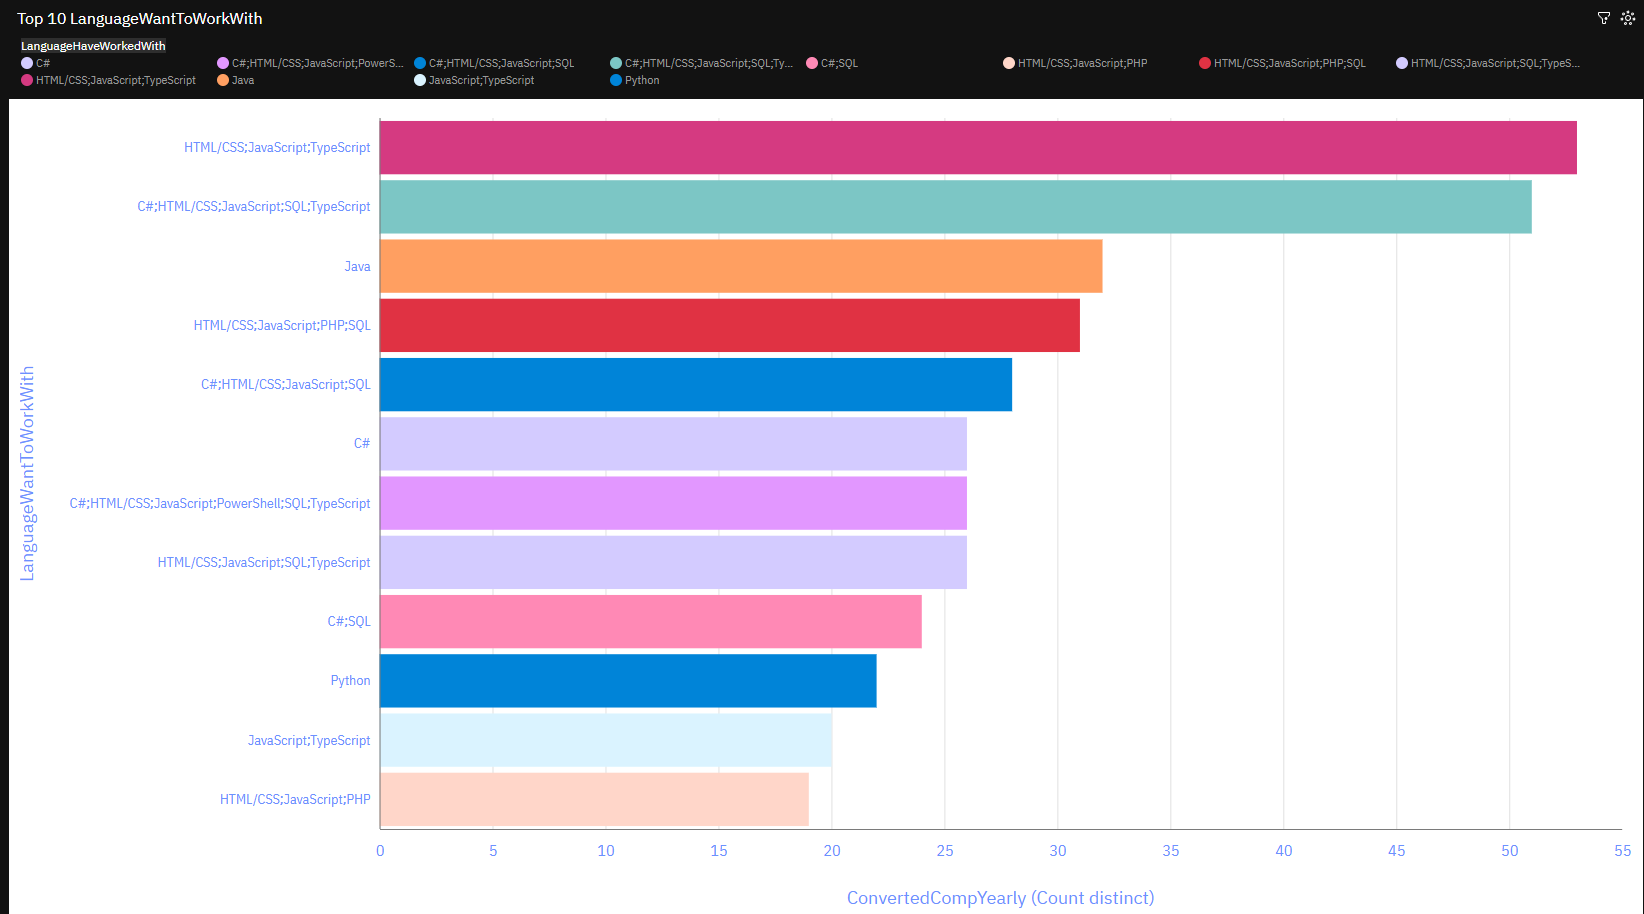 Top 10 LanguageWantToWorkWith
LanguageHaveWorkedWith
C# C#;HTML/CSS;JavaScript;PowerS... C#;HTML/CSS;JavaScript;SQL C#;HTML/CSS;JavaScript;SQL;Ty... C#;SQL HTML/CSS;JavaScript;PHP HTML/CSS;JavaScript;PHP;SQL HTML/CSS;JavaScript;SQL;TypeS...
HTML/CSS;JavaScript;TypeScript Java JavaScript;TypeScript Python
LanguageWantToWorkWith
HTML/CSS;JavaScript;TypeScript
C#;HTML/CSS;JavaScript;SQL;TypeScript
Java
HTML/CSS;JavaScript;PHP;SQL
C#;HTML/CSS;JavaScript;SQL
C#
C#;HTML/CSS;JavaScript;PowerShell;SQL;TypeScript
HTML/CSS;JavaScript;SQL;TypeScript
C#;SQL
Python
JavaScript;TypeScript
HTML/CSS;JavaScript;PHP
0 5 10 15 20 25 30 35 40 45 50 55
ConvertedCompYearly (Count distinct)